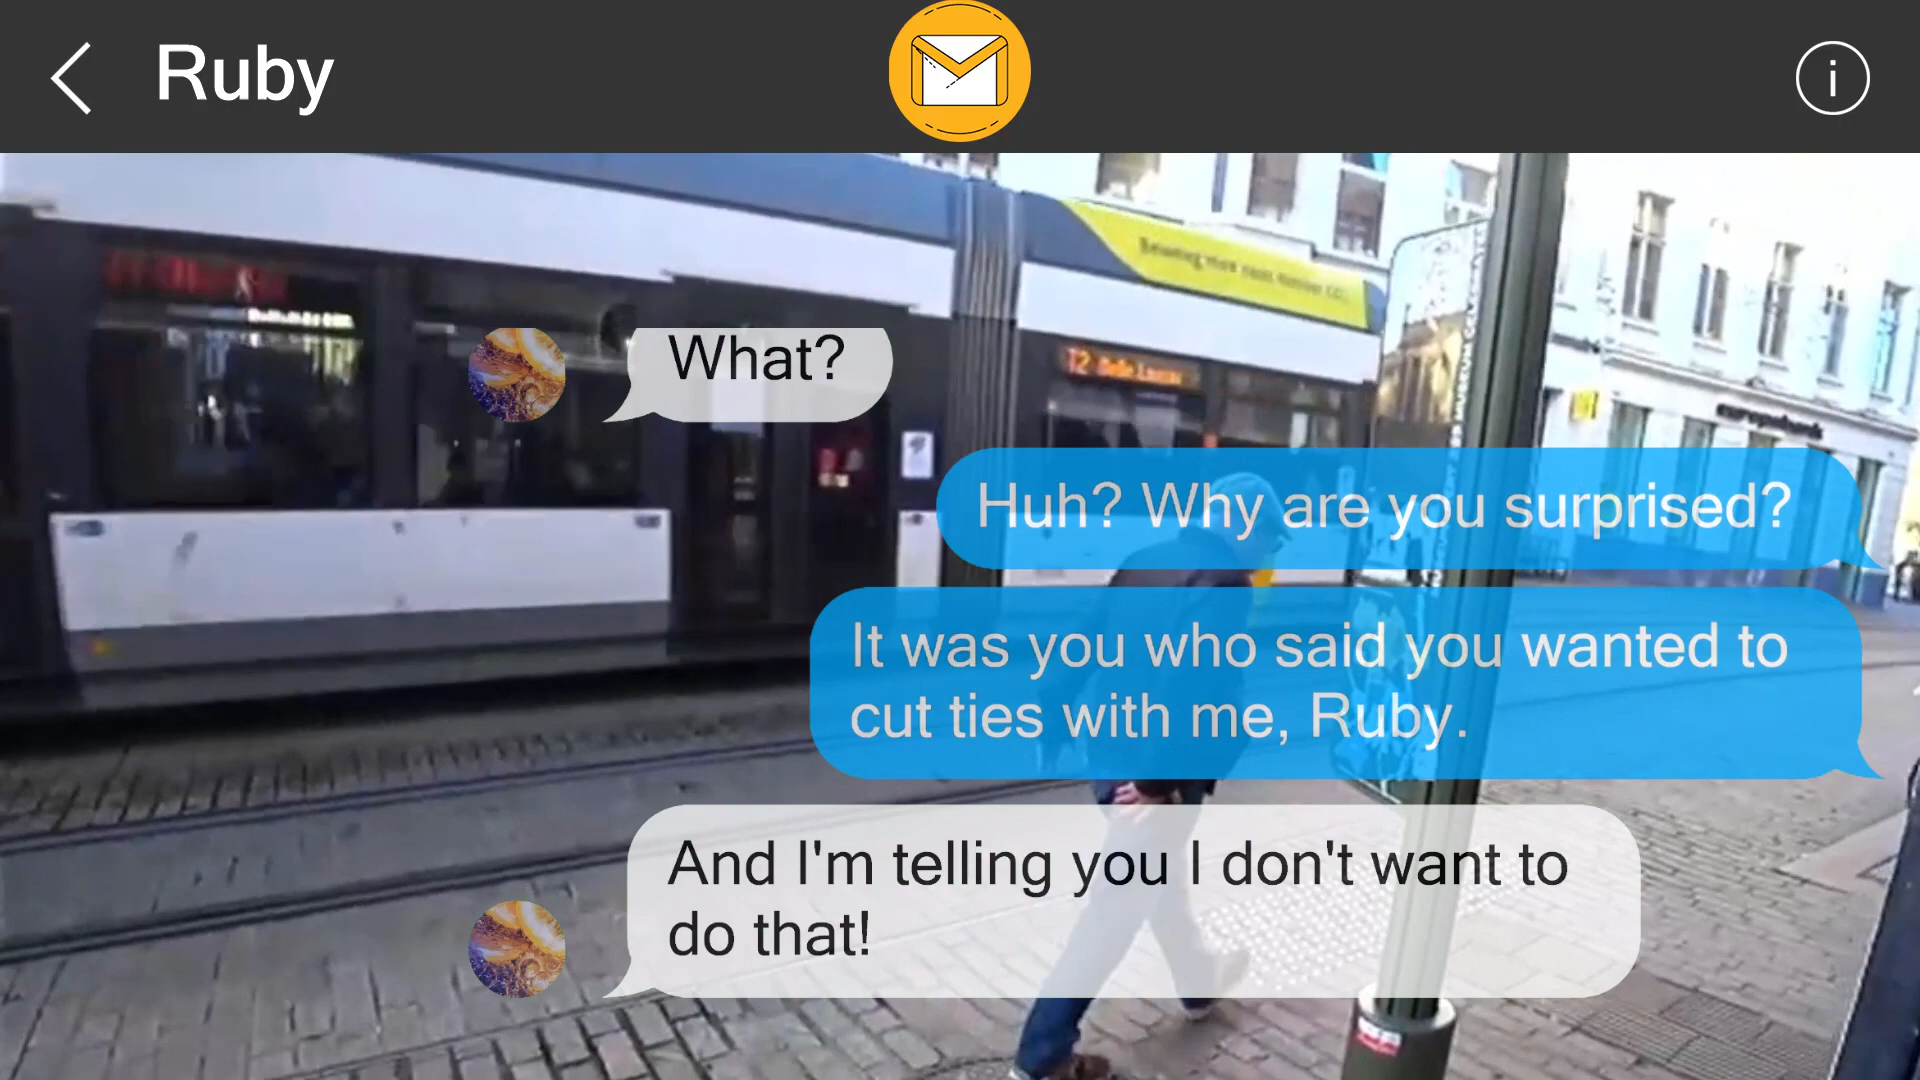 Ruby
i
What?
Huh? Why are you surprised?
It was you who said you wanted to
cut ties with me, Ruby.
And I'm telling you I don't want to
do that!